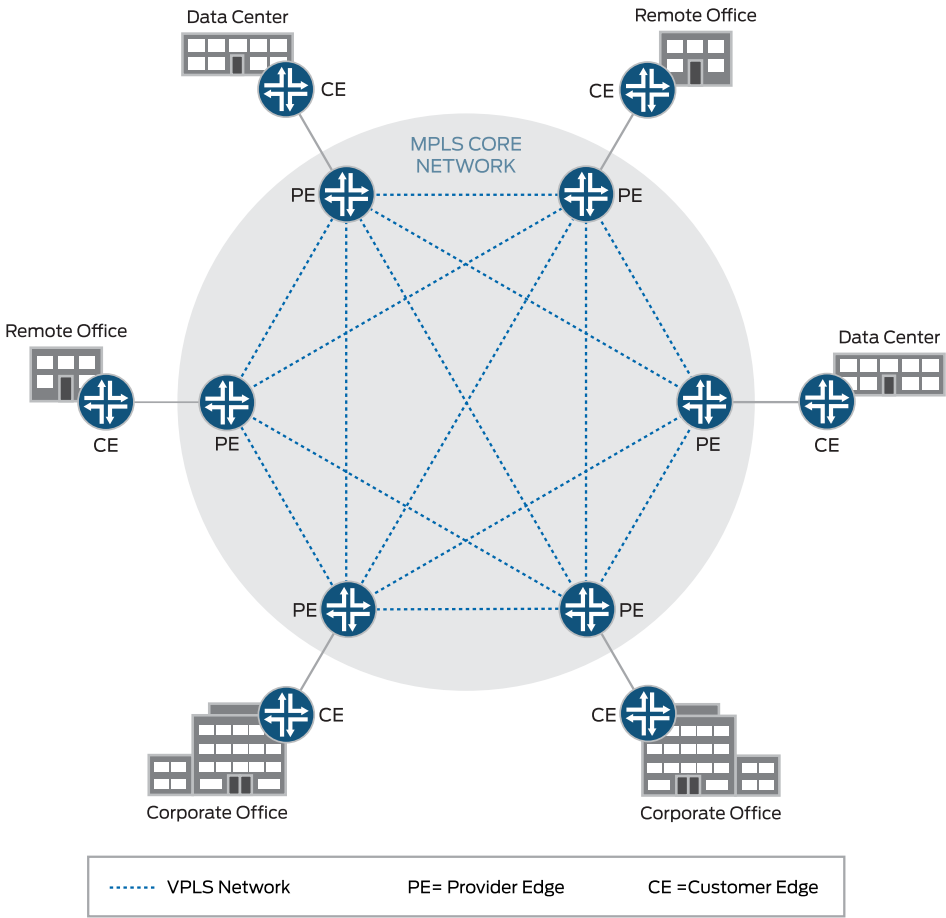 Data Center
Remote Office
CE
CE
MPLS CORE
NETWORK
PE
PE
Remote Office
Data Center
CE
PE
PE
CE
PE
PE
CE
CE
Corporate Office
Corporate Office
VPLS Network
PE= Provider Edge
CE =Customer Edge